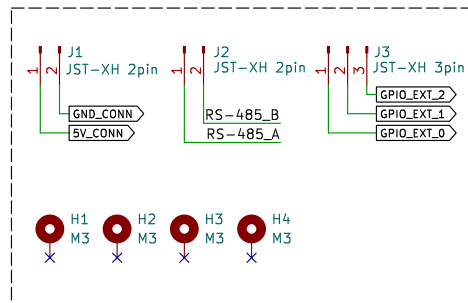 J1
JST-XH 2pin
1
2
GND_CONN
5V_CONN
J2
JST-XH 2pin
1
2
RS-485_B
RS-485_A
J3
JST-XH 3pin
1
2
3
GPIO_EXT_2
GPIO_EXT_1
GPIO_EXT_0
H1
M3
H2
M3
H3
M3
H4
M3